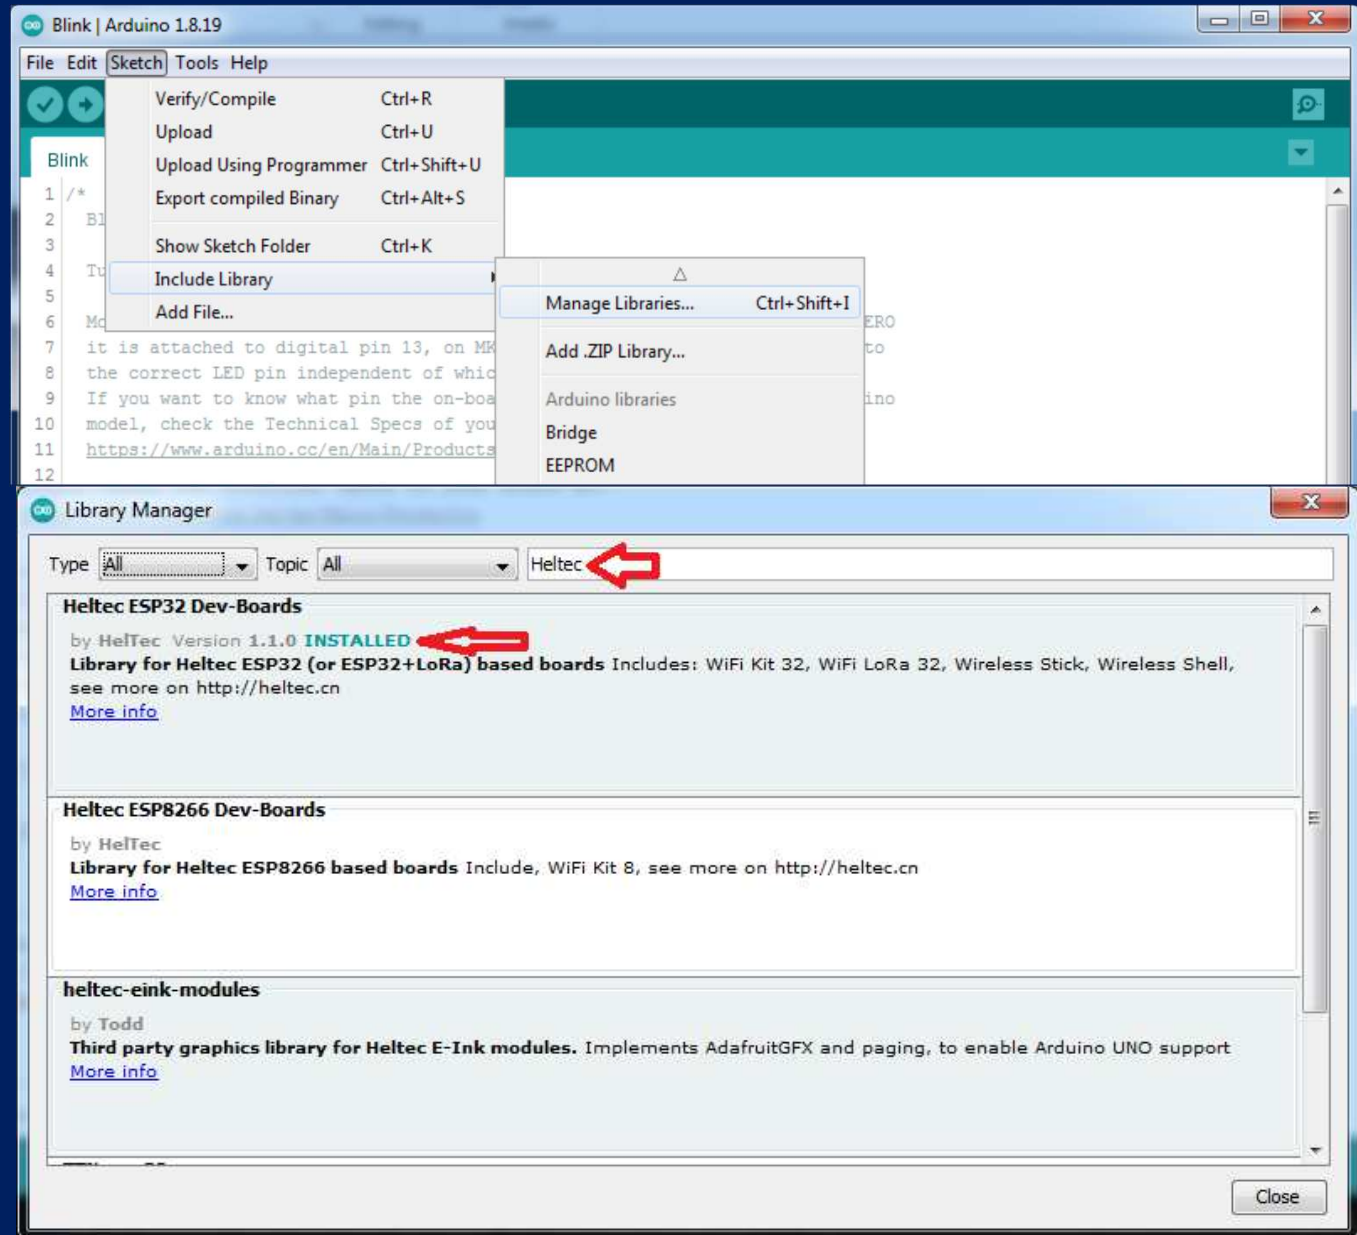 Blink | Arduino 1.8.19
File Edit Sketch Tools Help
Verify/Compile Ctrl+R
Upload Ctrl+U
Blink
Upload Using Programmer Ctrl+Shift+U
1 /*
Export compiled Binary Ctrl+Alt+S
2 Bl
3
Show Sketch Folder Ctrl+K
4 Tu
Include Library
5
Manage Libraries... Ctrl+Shift+I
Add File...
6 Mo ERO
7 it is attached to digital pin 13, on MK to
Add .ZIP Library...
8 the correct LED pin independent of whic
9 If you want to know what pin the on-boa ino
Arduino libraries
10 model, check the Technical Specs of you
Bridge
11 https://www.arduino.cc/en/Main/Products
EEPROM
12
Library Manager
Type All Topic All Heltec
Heltec ESP32 Dev-Boards
by HelTec Version 1.1.0 INSTALLED
Library for Heltec ESP32 (or ESP32+LoRa) based boards Includes: WiFi Kit 32, WiFi LoRa 32, Wireless Stick, Wireless Shell,
see more on http://heltec.cn
More info
Heltec ESP8266 Dev-Boards
by HelTec
Library for Heltec ESP8266 based boards Include, WiFi Kit 8, see more on http://heltec.cn
More info
heltec-eink-modules
by Todd
Third party graphics library for Heltec E-Ink modules. Implements AdafruitGFX and paging, to enable Arduino UNO support
More info
Close